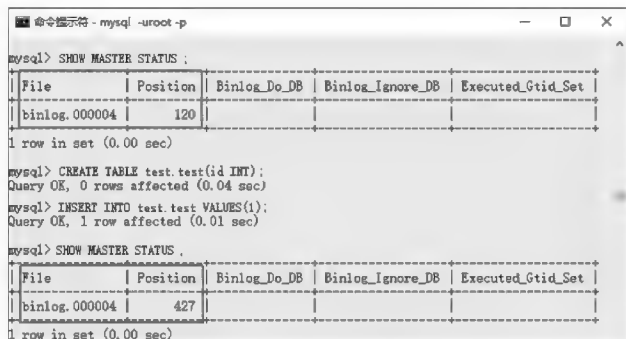 命令提示符 - mysql -uroot -p
mysql> SHOW MASTER STATUS ;
| File | Position | Binlog_Do_DB | Binlog_Ignore_DB | Executed_Gtid_Set |
| binlog.000004 | 120 | | | |
1 row in set (0.00 sec)
mysql> CREATE TABLE test.test(id INT);
Query OK, 0 rows affected (0.04 sec)
mysql> INSERT INTO test.test VALUES(1);
Query OK, 1 row affected (0.01 sec)
mysql> SHOW MASTER STATUS ;
| File | Position | Binlog_Do_DB | Binlog_Ignore_DB | Executed_Gtid_Set |
| binlog.000004 | 427 | | | |
1 row in set (0.00 sec)